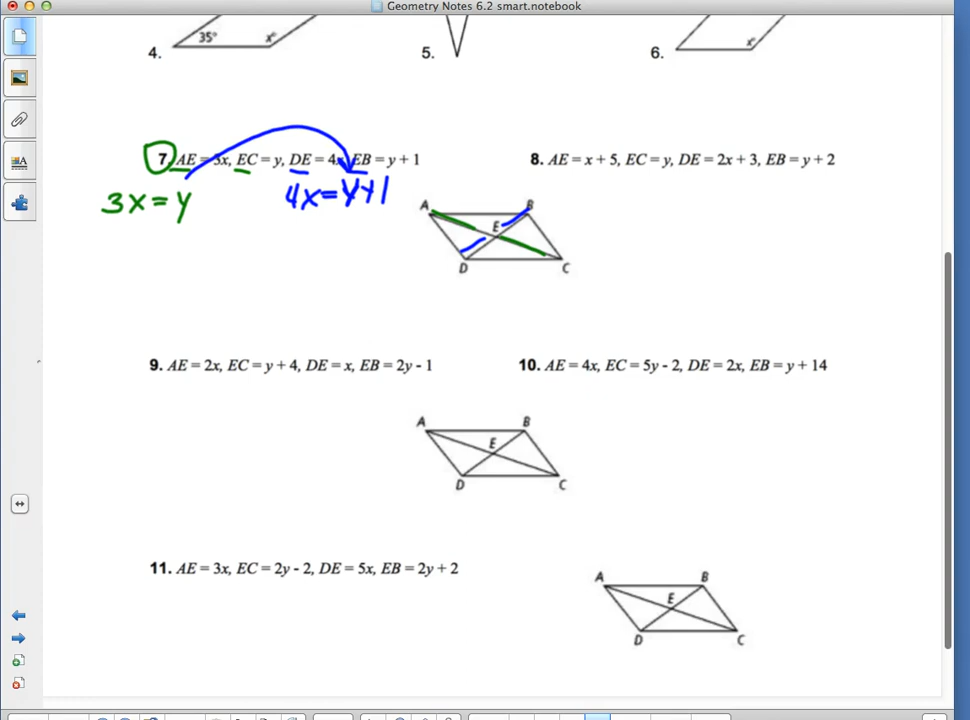 Geometry Notes 6.2 smart.notebook
35°
x°
x°
4.
5.
6.
7. AE = 3x, EC = y, DE = 4x, EB = y + 1
8. AE = x + 5, EC = y, DE = 2x + 3, EB = y + 2
3x = y
4x = y+1
A
B
E
D
C
9. AE = 2x, EC = y + 4, DE = x, EB = 2y - 1
10. AE = 4x, EC = 5y - 2, DE = 2x, EB = y + 14
A
B
E
D
C
11. AE = 3x, EC = 2y - 2, DE = 5x, EB = 2y + 2
A
B
E
D
C